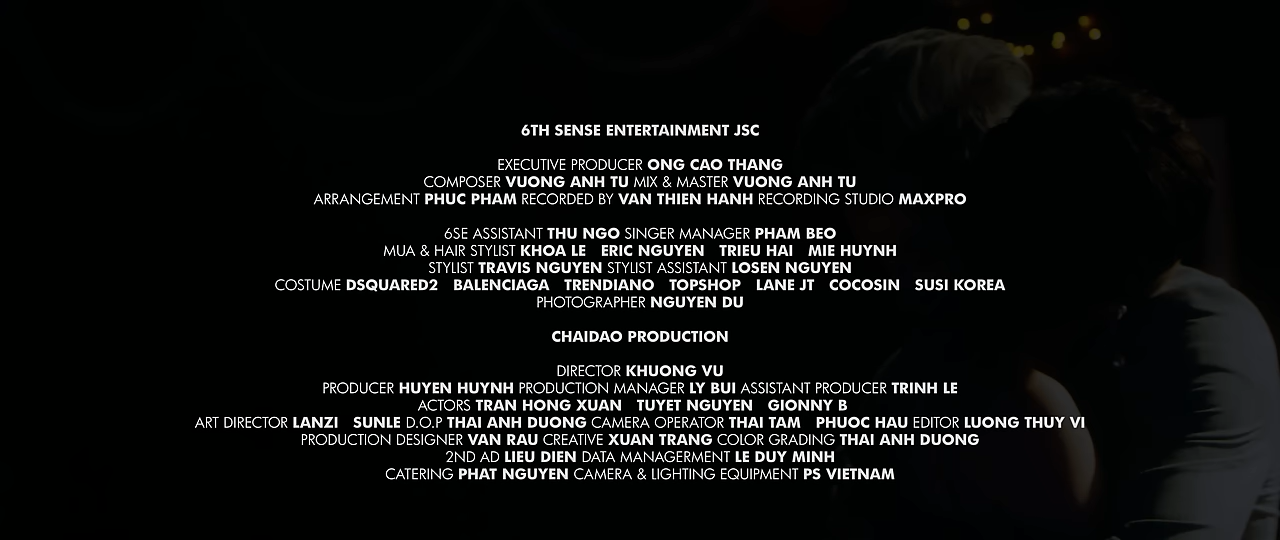 6TH SENSE ENTERTAINMENT JSC
EXECUTIVE PRODUCER ONG CAO THANG
COMPOSER VUONG ANH TU MIX & MASTER VUONG ANH TU
ARRANGEMENT PHUC PHAM RECORDED BY VAN THIEN HANH RECORDING STUDIO MAXPRO
6SE ASSISTANT THU NGO SINGER MANAGER PHAM BEO
MUA & HAIR STYLIST KHOA LE ERIC NGUYEN TRIEU HAI MIE HUYNH
STYLIST TRAVIS NGUYEN STYLIST ASSISTANT LOSEN NGUYEN
COSTUME DSQUARED2 BALENCIAGA TRENDIANO TOPSHOP LANE JT COCOSIN SUSI KOREA
PHOTOGRAPHER NGUYEN DU
CHAIDAO PRODUCTION
DIRECTOR KHUONG VU
PRODUCER HUYEN HUYNH PRODUCTION MANAGER LY BUI ASSISTANT PRODUCER TRINH LE
ACTORS TRAN HONG XUAN TUYET NGUYEN GIONNY B
ART DIRECTOR LANZI SUNLE D.O.P THAI ANH DUONG CAMERA OPERATOR THAI TAM PHUOC HAU EDITOR LUONG THUY VI
PRODUCTION DESIGNER VAN RAU CREATIVE XUAN TRANG COLOR GRADING THAI ANH DUONG
2ND AD LIEU DIEN DATA MANAGERMENT LE DUY MINH
CATERING PHAT NGUYEN CAMERA & LIGHTING EQUIPMENT PS VIETNAM